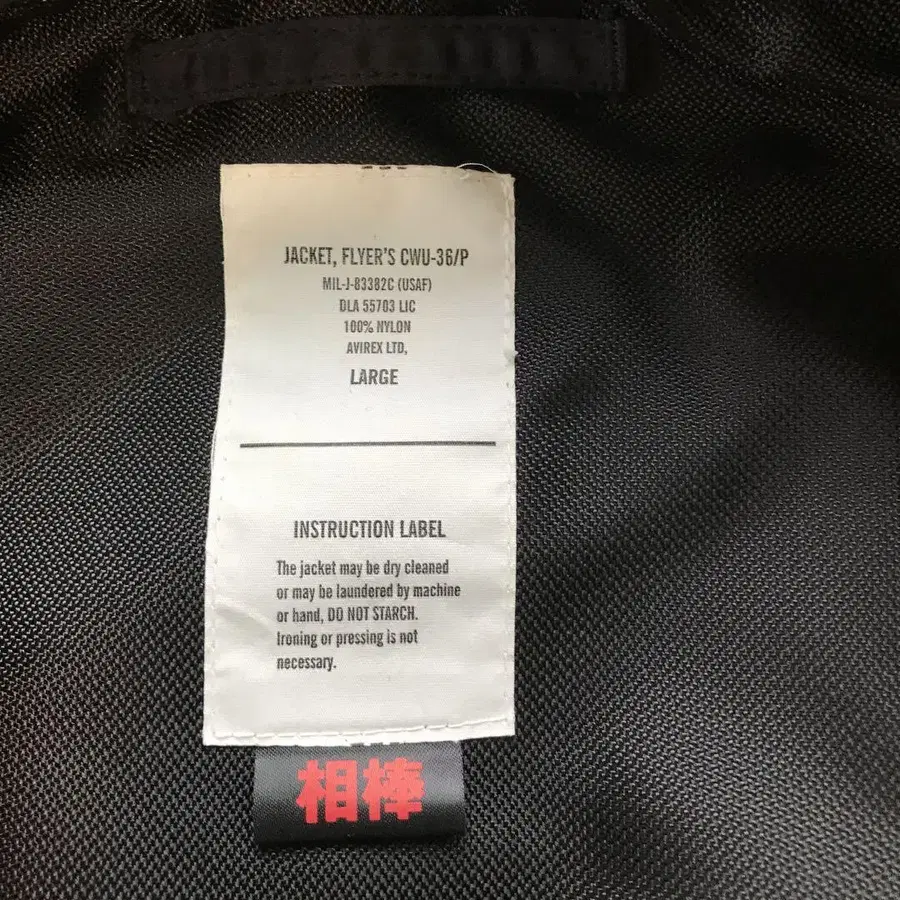 JACKET, FLYER'S CWU-36/P
MIL-J-83382C (USAF)
DLA 55703 LIC
100% NYLON
AVIREX LTD,
LARGE
INSTRUCTION LABEL
The jacket may be dry cleaned
or may be laundered by machine
or hand, DO NOT STARCH.
Ironing or pressing is not
necessary.
相棒